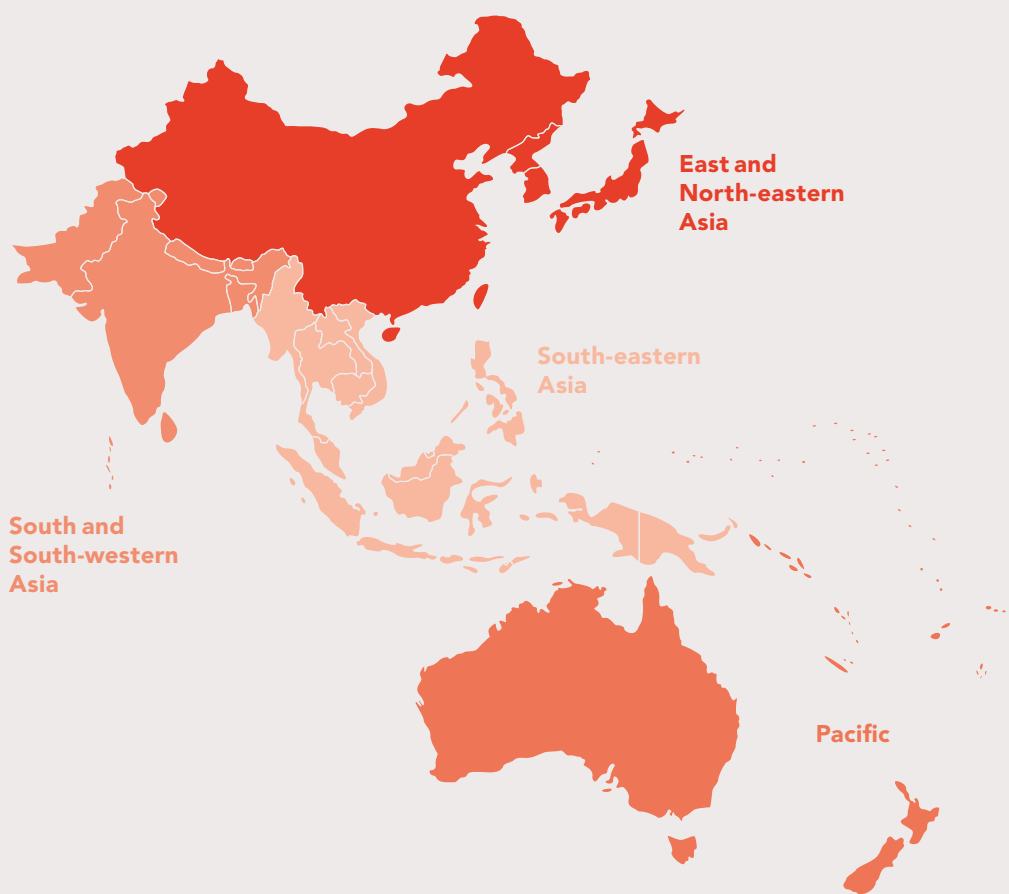 East and
North-eastern
Asia
South-eastern
Asia
South and
South-western
Asia
Pacific